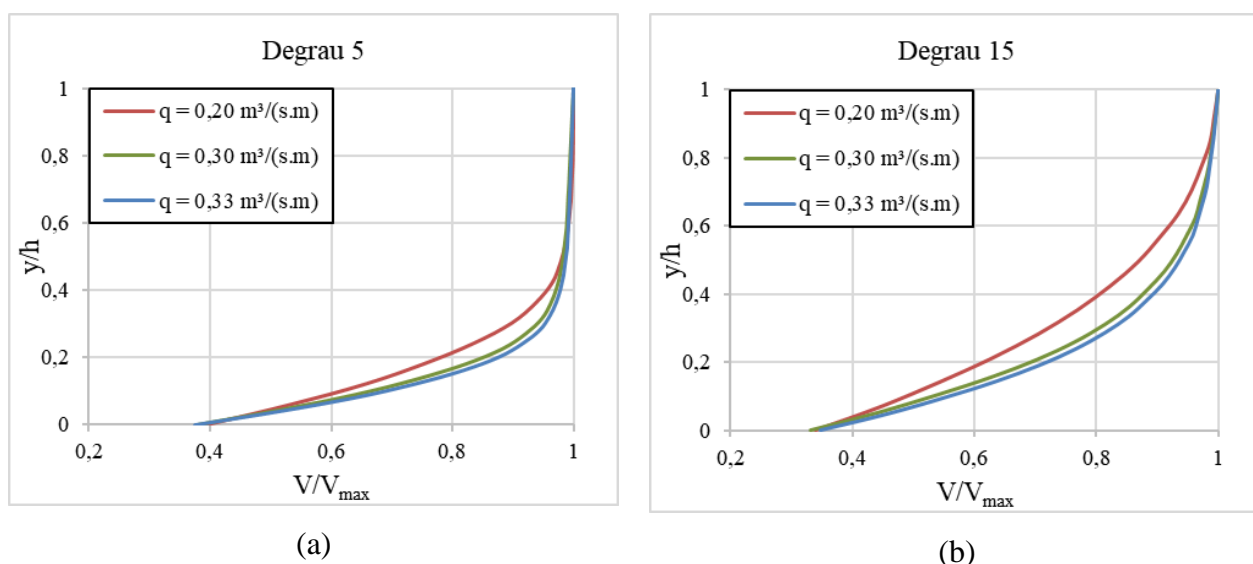 Degrau 5
q = 0,20 m³/(s.m)
q = 0,30 m³/(s.m)
q = 0,33 m³/(s.m)
y/h
1
0,8
0,6
0,4
0,2
0
0,2
0,4
0,6
0,8
1
V/Vmax
(a)
Degrau 15
q = 0,20 m³/(s.m)
q = 0,30 m³/(s.m)
q = 0,33 m³/(s.m)
y/h
1
0,8
0,6
0,4
0,2
0
0,2
0,4
0,6
0,8
1
V/Vmax
(b)